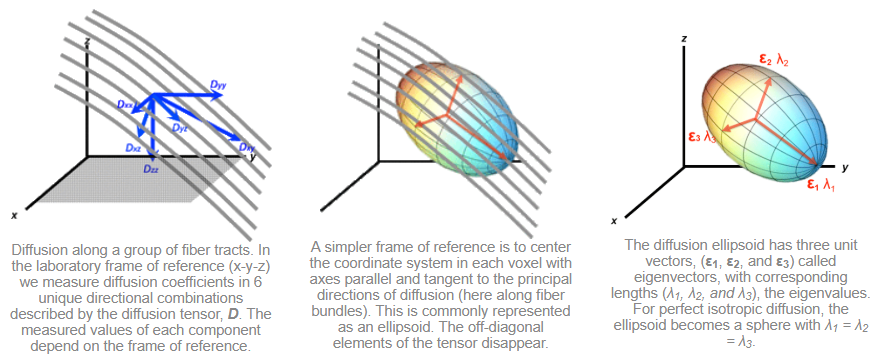 z
Dyy
Dxx
Dyz
Dxz
Dxy
y
Dzz
x
Diffusion along a group of fiber tracts. In
the laboratory frame of reference (x-y-z)
we measure diffusion coefficients in 6
unique directional combinations
described by the diffusion tensor, D. The
measured values of each component
depend on the frame of reference.
A simpler frame of reference is to center
the coordinate system in each voxel with
axes parallel and tangent to the principal
directions of diffusion (here along fiber
bundles). This is commonly represented
as an ellipsoid. The off-diagonal
elements of the tensor disappear.
z
ε2 λ2
ε3 λ3
y
ε1 λ1
x
The diffusion ellipsoid has three unit
vectors, (ε1, ε2, and ε3) called
eigenvectors, with corresponding
lengths (λ1, λ2, and λ3), the eigenvalues.
For perfect isotropic diffusion, the
ellipsoid becomes a sphere with λ1 = λ2
= λ3.